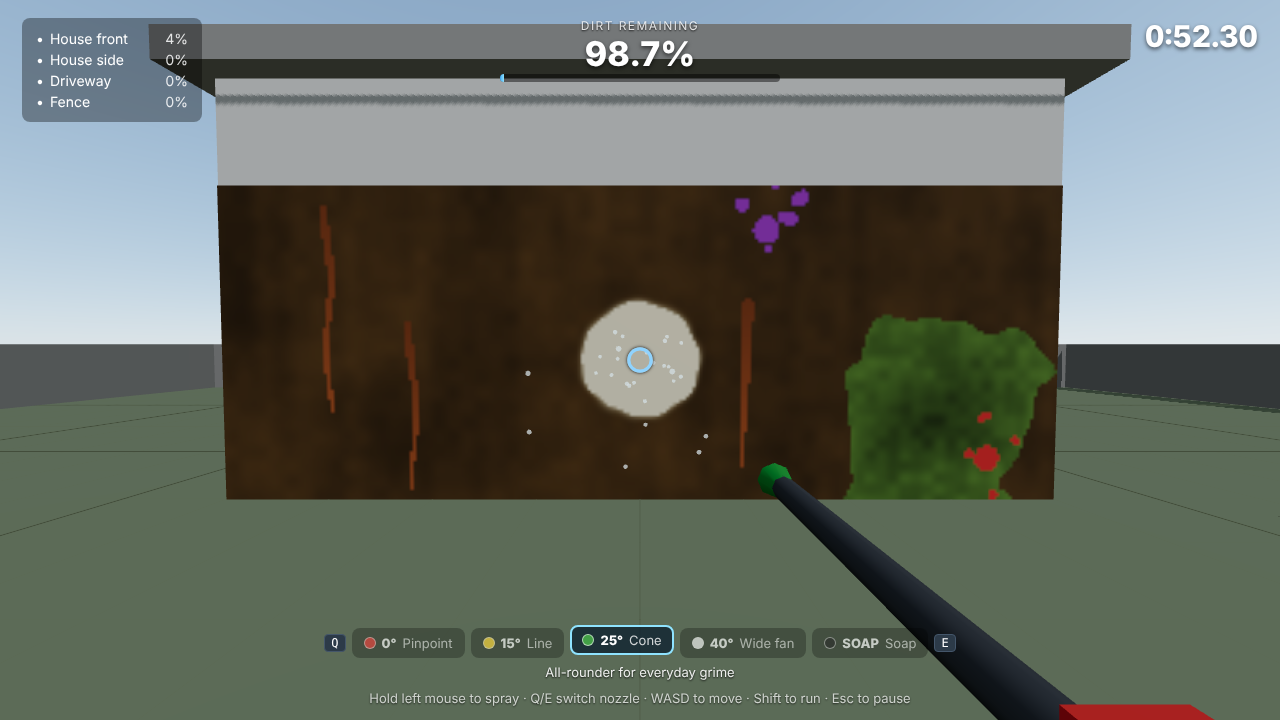 • House front 4%
• House side 0%
• Driveway 0%
• Fence 0%
DIRT REMAINING
98.7%
0:52.30
Q 0° Pinpoint 15° Line 25° Cone 40° Wide fan SOAP Soap E
All-rounder for everyday grime
Hold left mouse to spray · Q/E switch nozzle · WASD to move · Shift to run · Esc to pause